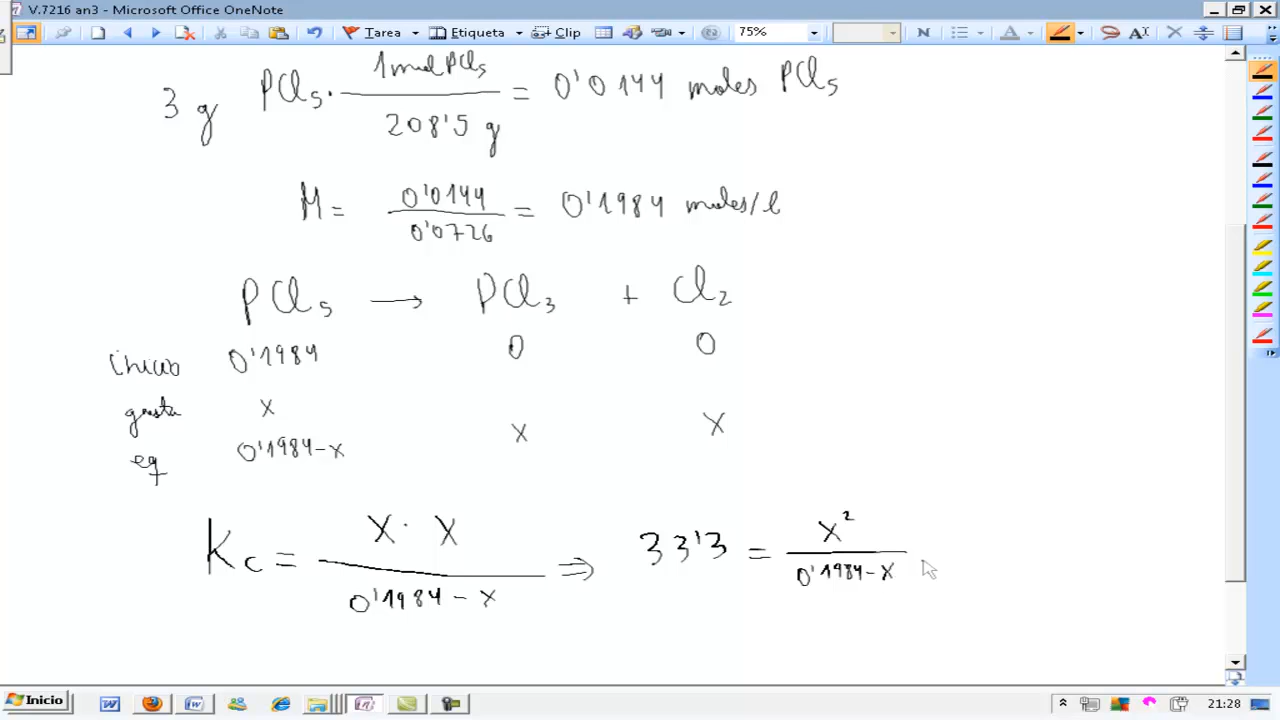 V.7216 an3 - Microsoft Office OneNote
Tarea Etiqueta Clip 75% N A
3 g PCl5 · 1 mol PCl5 / 208'5 g = 0'0144 moles PCl5
M = 0'0144 / 0'0726 = 0'1984 moles/l
PCl5 → PCl3 + Cl2
inicio 0'1984 0 0
gasta x
x x
eq 0'1984-x
Kc = x · x / 0'1984 - x ⇒ 33'3 = x² / 0'1984-x
Inicio 21:28